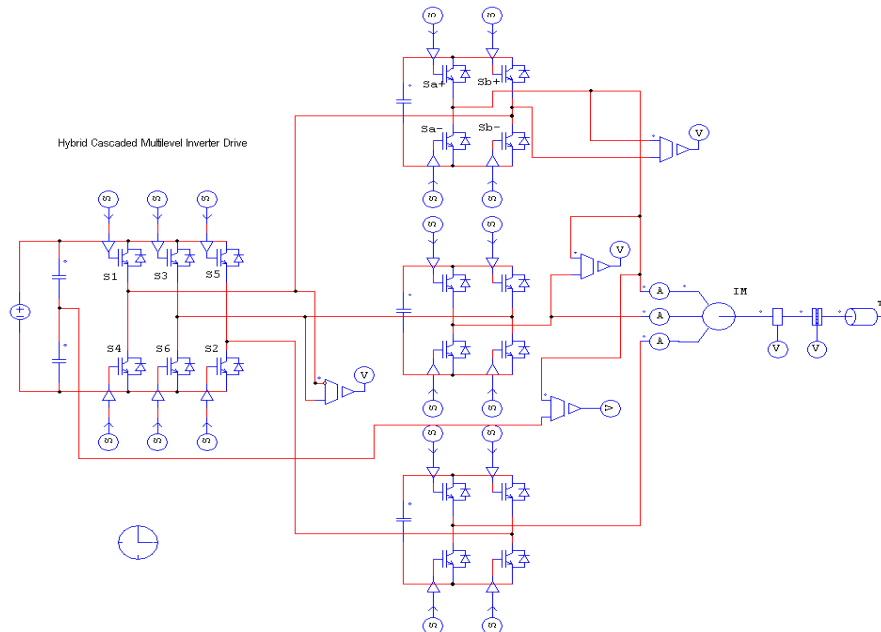 S S
Sa+ Sb+
Hybrid Cascaded Multilevel Inverter Drive
Sa- Sb-
V
S S S
S S
S S
V
S1 S3 S5
A
IM
T
A
A
S4 S6 S2
V V
V
S S
V
S S S
S S
S S